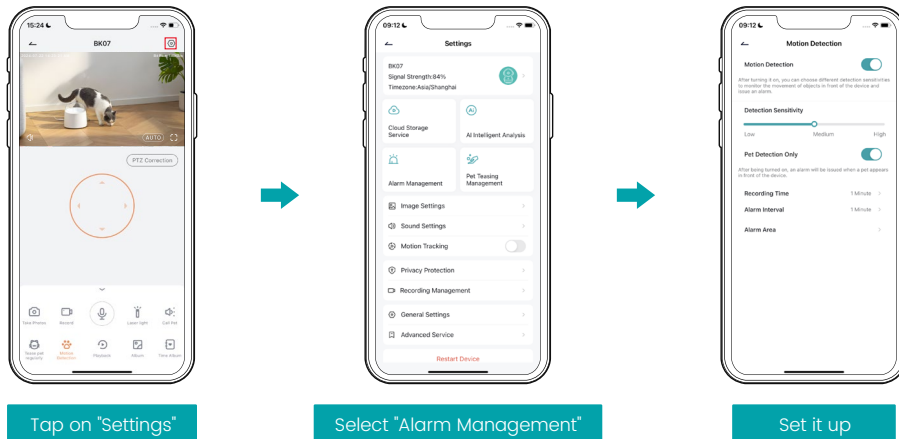 15:24
BK07
AUTO
PTZ Correction
Take Photos
Record
Laser light
Call Pet
Tease pet regularly
Motion Detection
Playback
Album
Time Album
Tap on "Settings"
09:12
Settings
BK07
Signal Strength:84%
Timezone:Asia/Shanghai
Cloud Storage
Service
AI
AI Intelligent Analysis
Alarm Management
Pet Teasing
Management
Image Settings
Sound Settings
Motion Tracking
Privacy Protection
Recording Management
General Settings
Advanced Service
Restart Device
Select "Alarm Management"
09:12
Motion Detection
Motion Detection
After turning it on, you can choose different detection sensitivities
to monitor the movement of objects in front of the device and
issue an alarm.
Detection Sensitivity
Low Medium High
Pet Detection Only
After being turned on, an alarm will be issued when a pet appears
in front of the device.
Recording Time 1 Minute
Alarm Interval 1 Minute
Alarm Area
Set it up